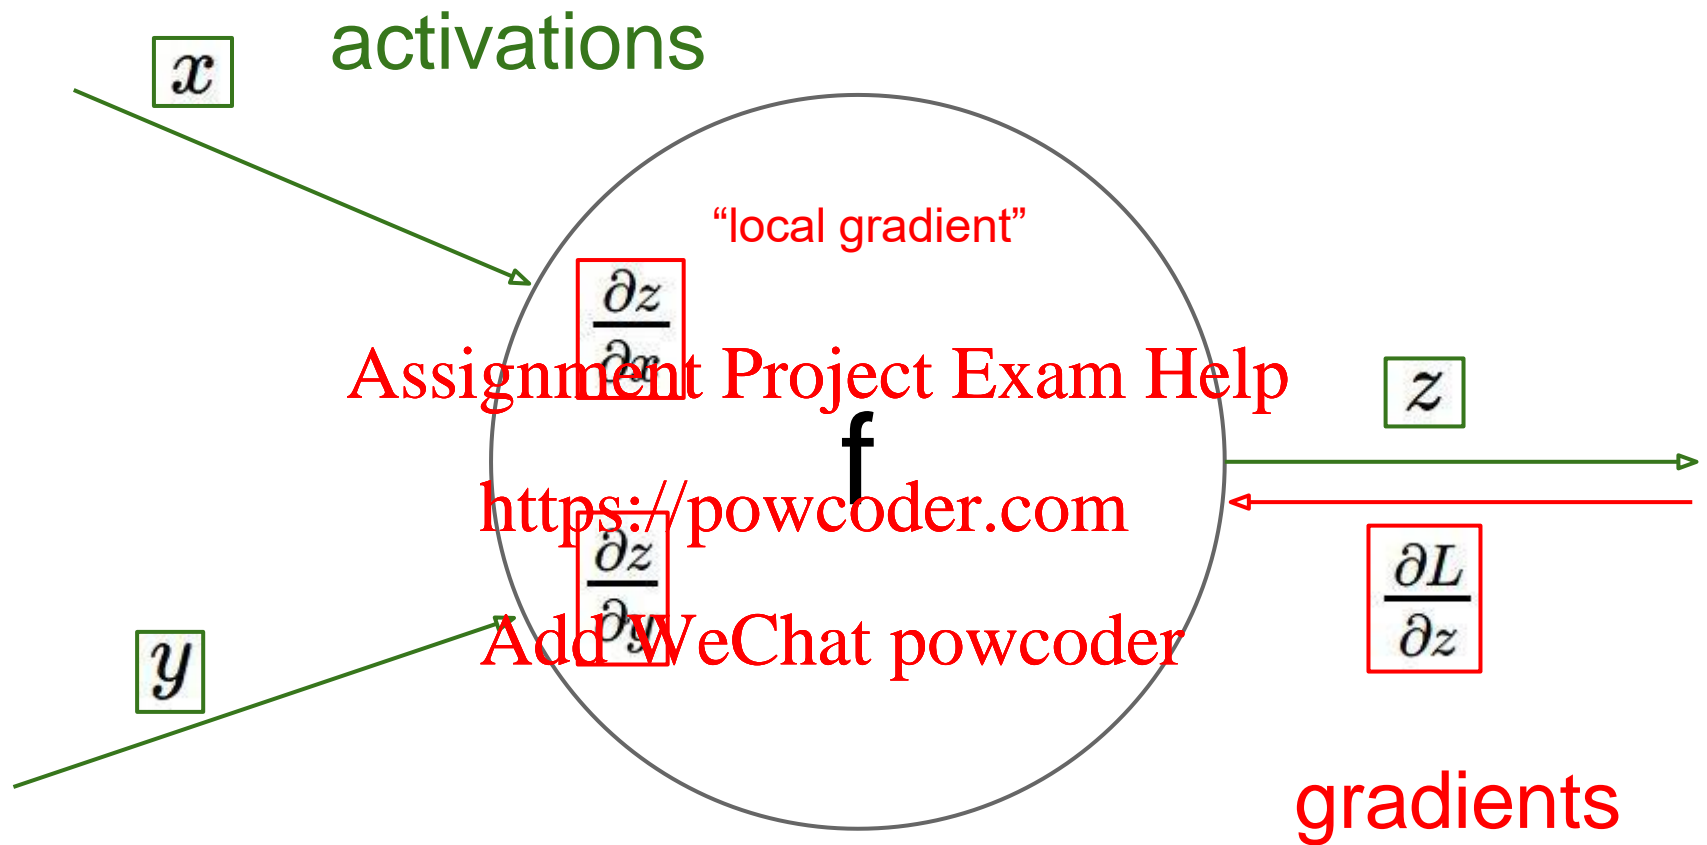 activations
x
“local gradient”
∂z
∂x
Assignment Project Exam Help
z
f
https://powcoder.com
∂z
∂y
∂L
∂z
Add WeChat powcoder
y
gradients